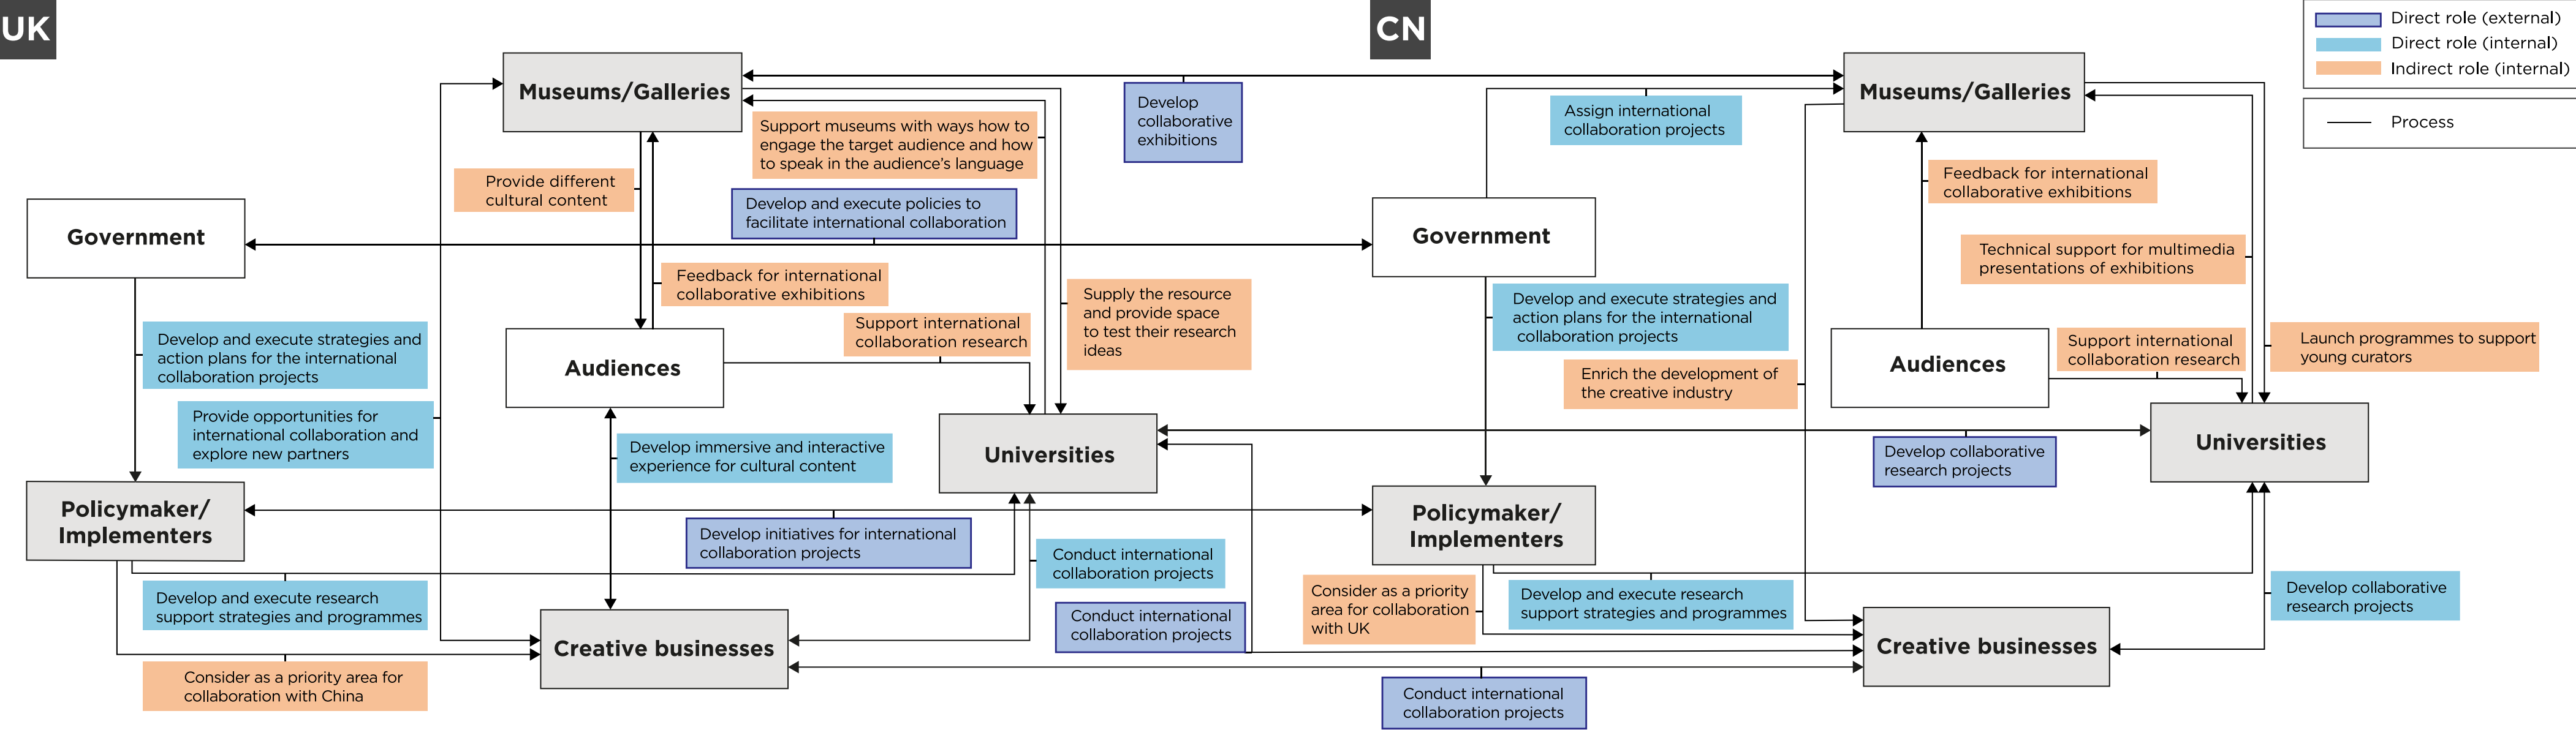 UK
CN
Direct role (external)
Direct role (internal)
Indirect role (internal)
Process
Museums/Galleries
Develop
collaborative
exhibitions
Assign international
collaboration projects
Museums/Galleries
Support museums with ways how to
engage the target audience and how
to speak in the audience's language
Provide different
cultural content
Feedback for international
collaborative exhibitions
Develop and execute policies to
facilitate international collaboration
Government
Government
Technical support for multimedia
presentations of exhibitions
Feedback for international
collaborative exhibitions
Supply the resource
and provide space
to test their research
ideas
Develop and execute strategies and
action plans for the international
collaboration projects
Support international
collaboration research
Develop and execute strategies and
action plans for the international
collaboration projects
Audiences
Audiences
Support international
collaboration research
Launch programmes to support
young curators
Enrich the development of
the creative industry
Provide opportunities for
international collaboration and
explore new partners
Develop immersive and interactive
experience for cultural content
Universities
Develop collaborative
research projects
Universities
Policymaker/
Implementers
Policymaker/
Implementers
Develop initiatives for international
collaboration projects
Conduct international
collaboration projects
Develop and execute research
support strategies and programmes
Conduct international
collaboration projects
Consider as a priority
area for collaboration
with UK
Develop and execute research
support strategies and programmes
Develop collaborative
research projects
Creative businesses
Creative businesses
Consider as a priority area for
collaboration with China
Conduct international
collaboration projects